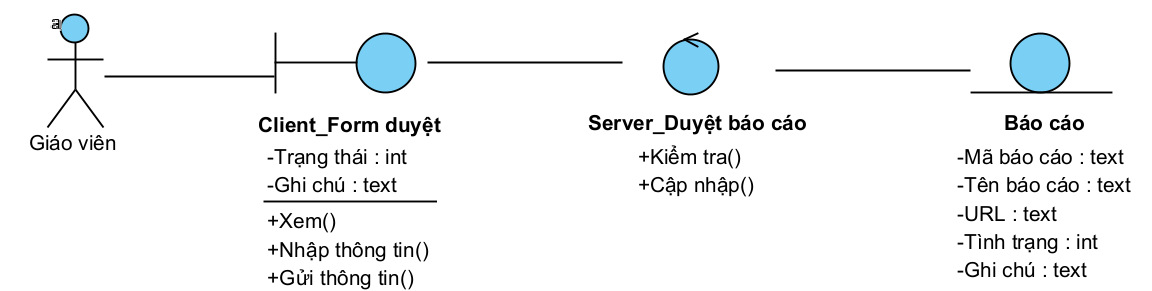 a
Giáo viên
Client_Form duyệt
-Trạng thái : int
-Ghi chú : text
+Xem()
+Nhập thông tin()
+Gửi thông tin()
Server_Duyệt báo cáo
+Kiểm tra()
+Cập nhập()
Báo cáo
-Mã báo cáo : text
-Tên báo cáo : text
-URL : text
-Tình trạng : int
-Ghi chú : text